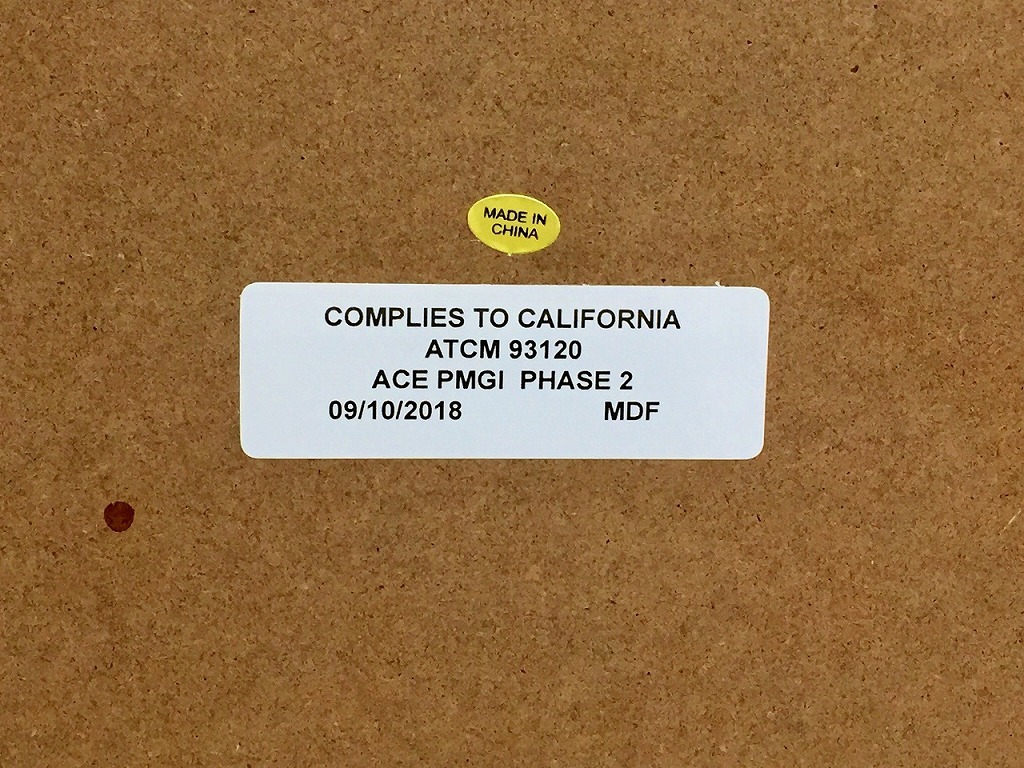 MADE IN
CHINA
COMPLIES TO CALIFORNIA
ATCM 93120
ACE PMGI PHASE 2
09/10/2018 MDF